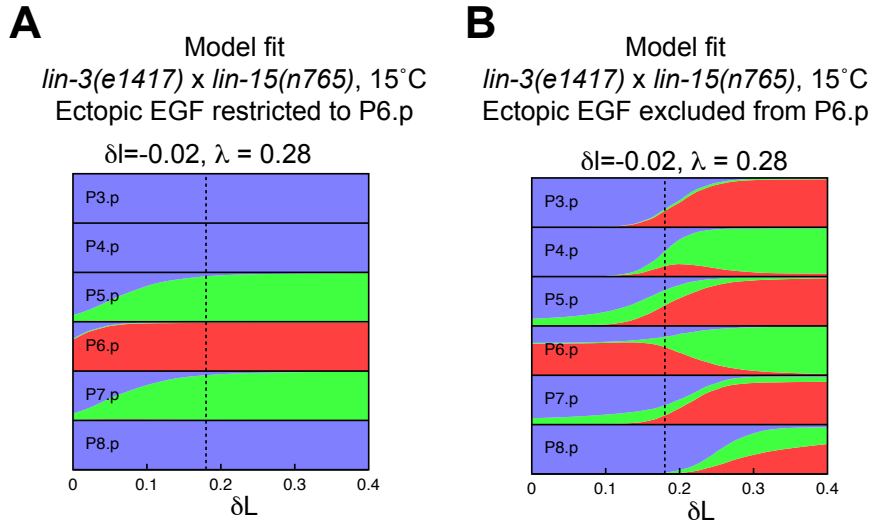 A
Model fit
lin-3(e1417) x lin-15(n765), 15˚C
Ectopic EGF restricted to P6.p
δl=-0.02, λ = 0.28
P3.p
P4.p
P5.p
P6.p
P7.p
P8.p
0 0.1 0.2 0.3 0.4
δL
B
Model fit
lin-3(e1417) x lin-15(n765), 15˚C
Ectopic EGF excluded from P6.p
δl=-0.02, λ = 0.28
P3.p
P4.p
P5.p
P6.p
P7.p
P8.p
0 0.1 0.2 0.3 0.4
δL